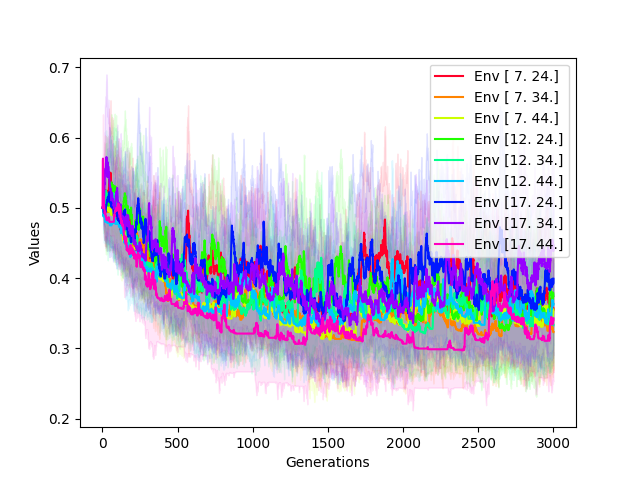 0.7
0.6
0.5
0.4
0.3
0.2
Values
0
500
1000
1500
2000
2500
3000
Generations
Env [ 7. 24.]
Env [ 7. 34.]
Env [ 7. 44.]
Env [12. 24.]
Env [12. 34.]
Env [12. 44.]
Env [17. 24.]
Env [17. 34.]
Env [17. 44.]